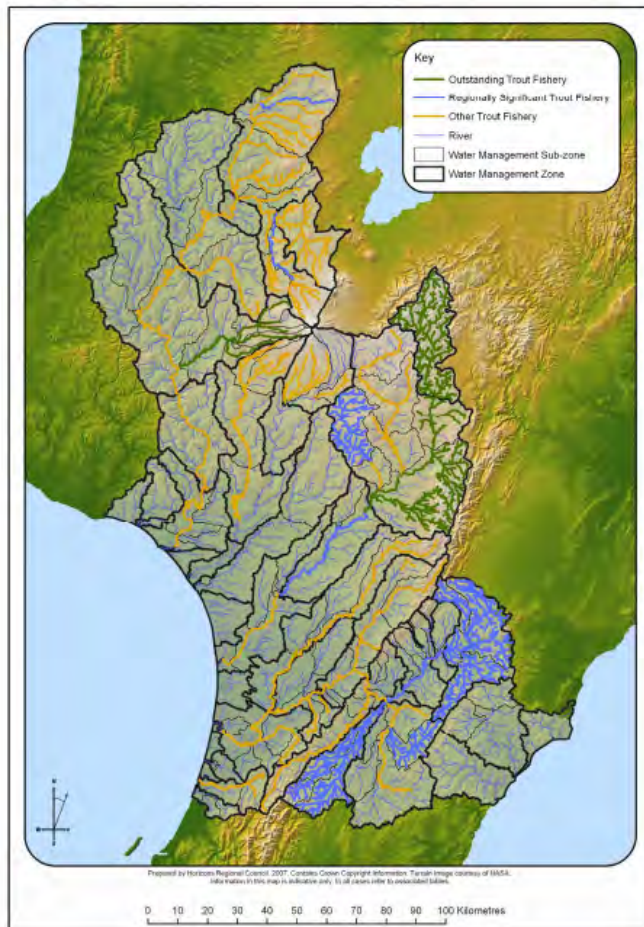 Key
Outstanding Trout Fishery
Regionally Significant Trout Fishery
Other Trout Fishery
River
Water Management Sub-zone
Water Management Zone
Prepared by Horizons Regional Council, 2007. Contains Crown Copyright Information. Terrain image courtesy of NASA.
Information in this map is indicative only. In all cases refer to associated tables.
0 10 20 30 40 50 60 70 80 90 100 Kilometres